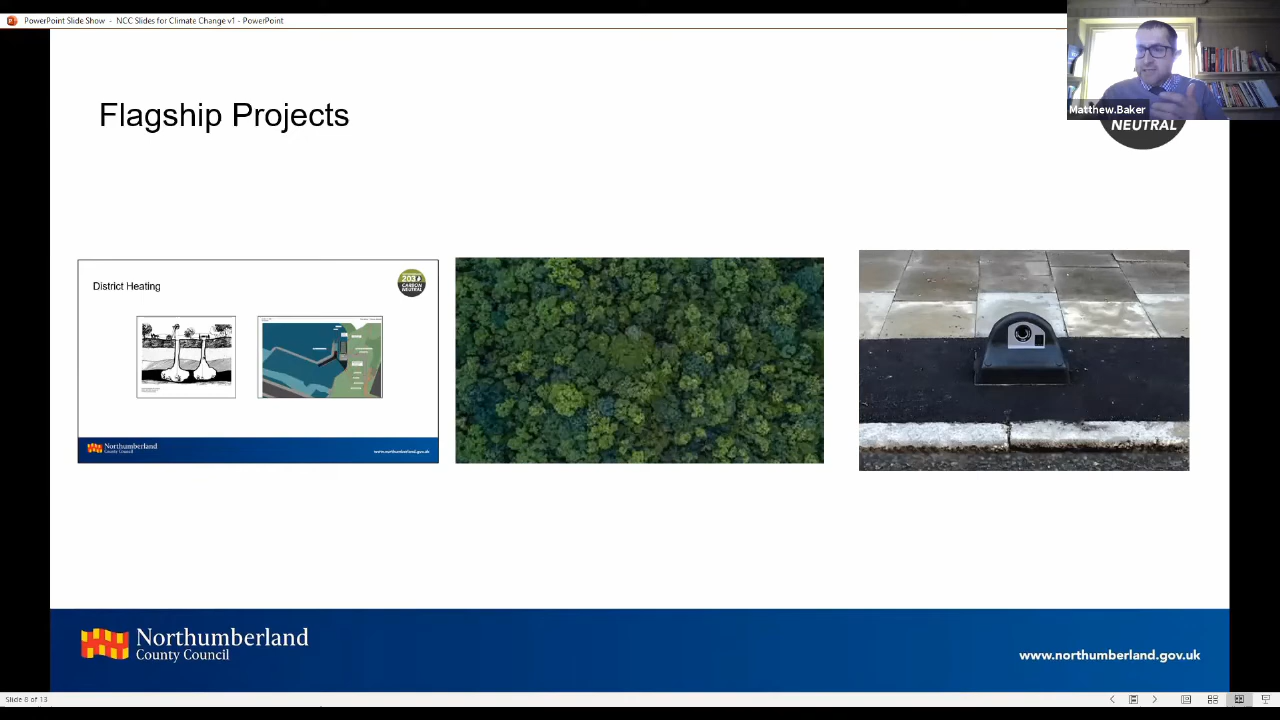 PowerPoint Slide Show - NCC Slides for Climate Change v1 - PowerPoint
Matthew.Baker
Flagship Projects
NEUTRAL
District Heating
CARBON
NEUTRAL
Northumberland
County Council
www.northumberland.gov.uk
Northumberland
County Council
www.northumberland.gov.uk
Slide 8 of 13